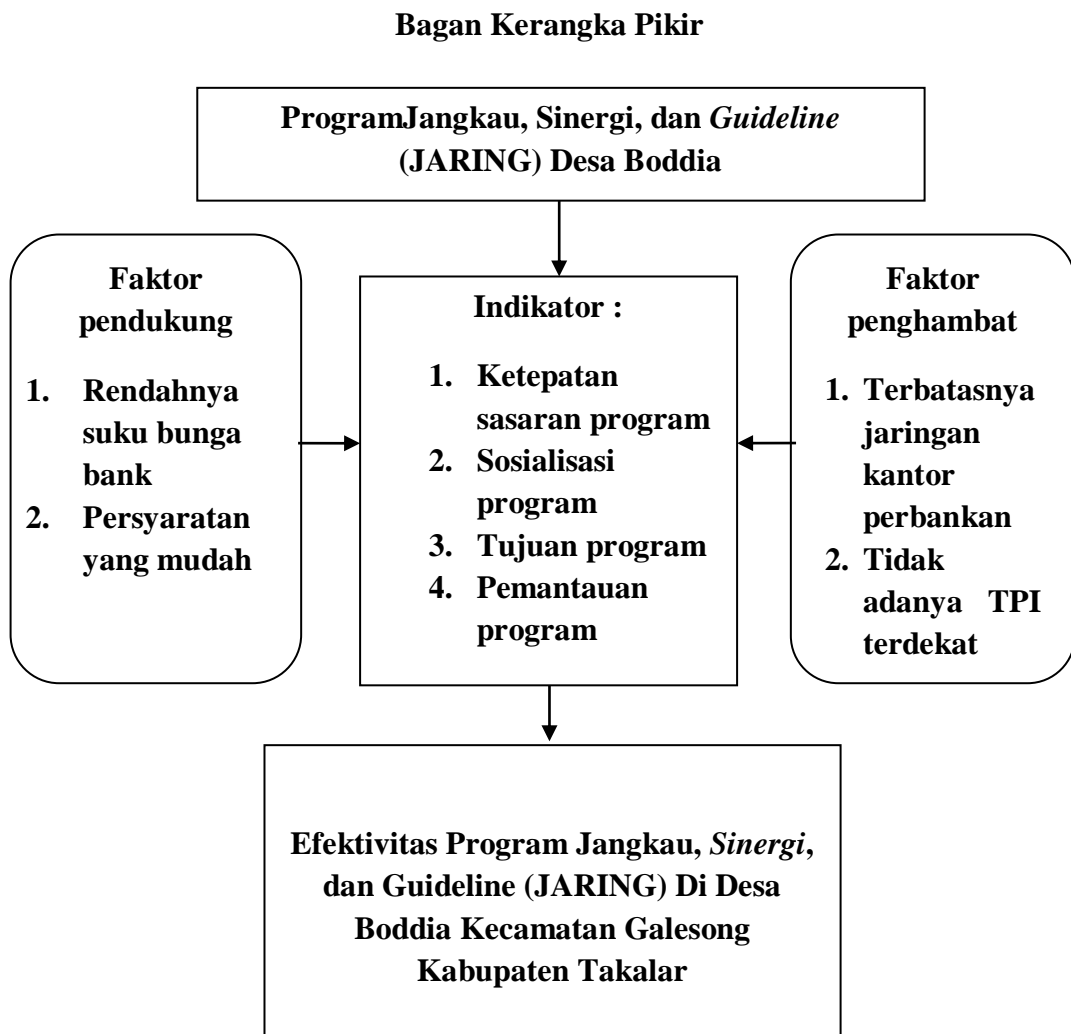 Bagan Kerangka Pikir
ProgramJangkau, Sinergi, dan Guideline
(JARING) Desa Boddia
Faktor
pendukung
1. Rendahnya
suku bunga
bank
2. Persyaratan
yang mudah
Indikator :
1. Ketepatan
sasaran program
2. Sosialisasi
program
3. Tujuan program
4. Pemantauan
program
Faktor
penghambat
1. Terbatasnya
jaringan
kantor
perbankan
2. Tidak
adanya TPI
terdekat
Efektivitas Program Jangkau, Sinergi,
dan Guideline (JARING) Di Desa
Boddia Kecamatan Galesong
Kabupaten Takalar